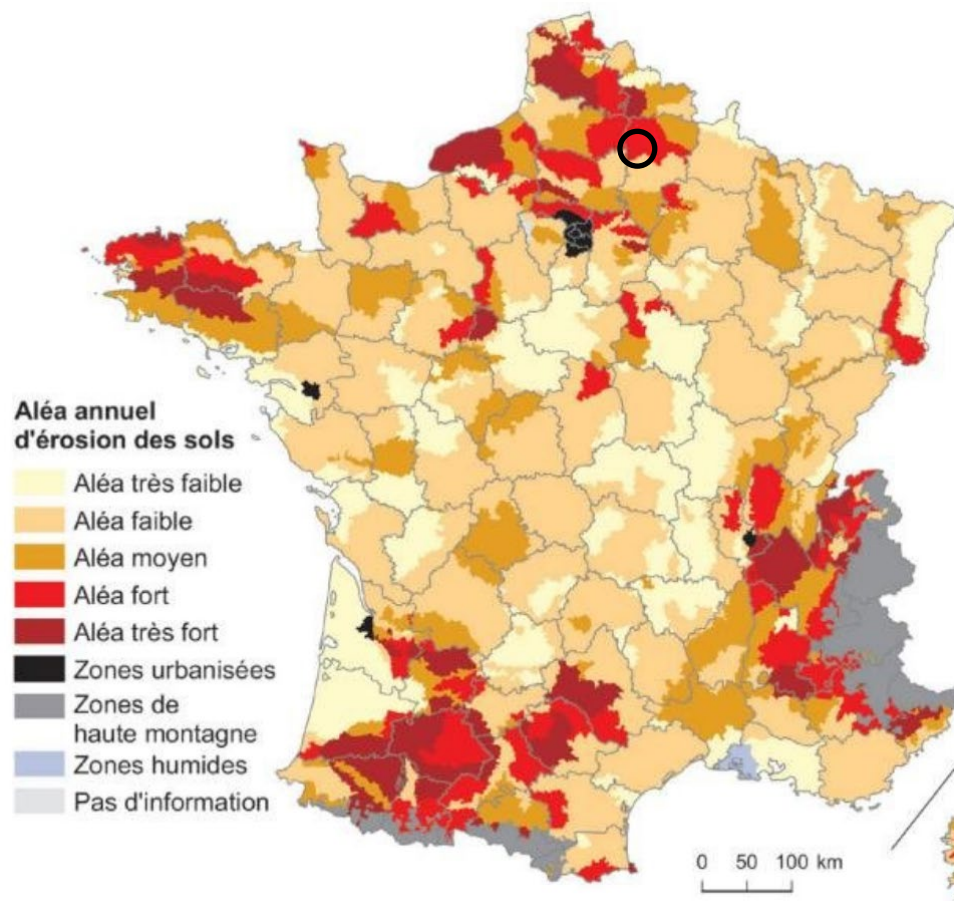 Aléa annuel
d'érosion des sols
Aléa très faible
Aléa faible
Aléa moyen
Aléa fort
Aléa très fort
Zones urbanisées
Zones de
haute montagne
Zones humides
Pas d'information
0 50 100 km